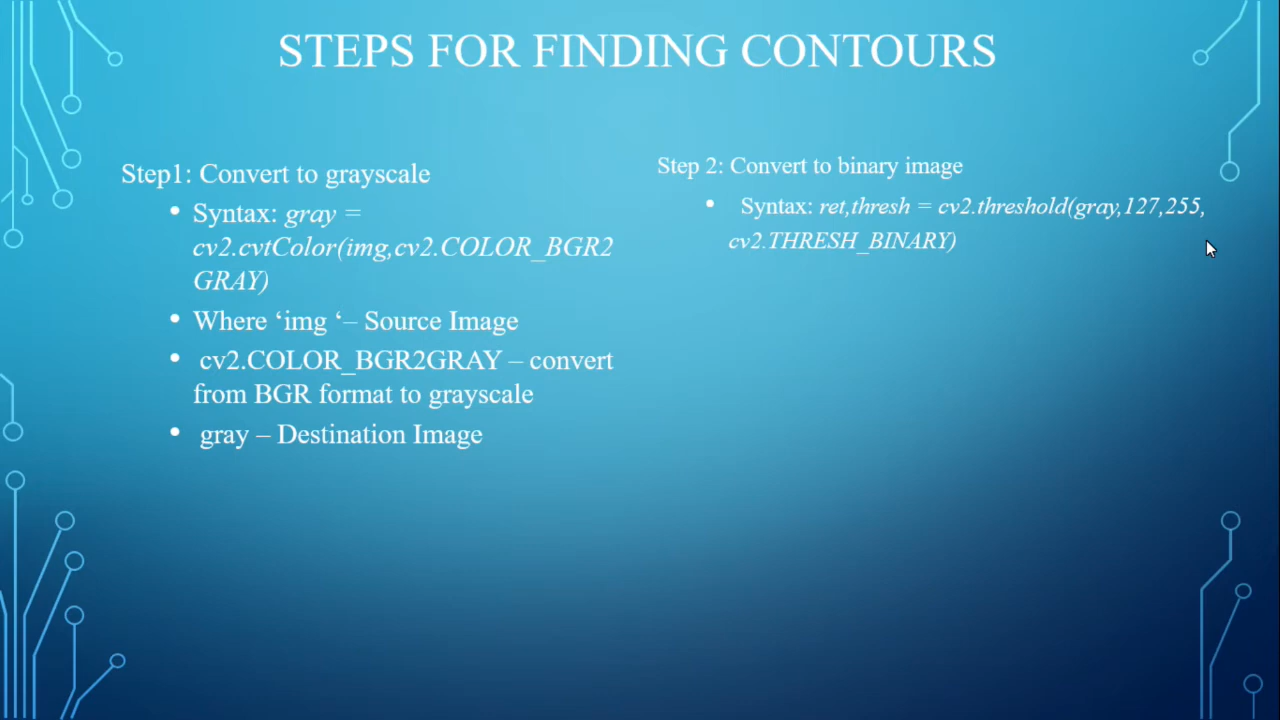 STEPS FOR FINDING CONTOURS
Step1: Convert to grayscale
• Syntax: gray =
cv2.cvtColor(img,cv2.COLOR_BGR2
GRAY)
• Where ‘img ‘– Source Image
• cv2.COLOR_BGR2GRAY – convert
from BGR format to grayscale
• gray – Destination Image
Step 2: Convert to binary image
• Syntax: ret,thresh = cv2.threshold(gray,127,255,
cv2.THRESH_BINARY)